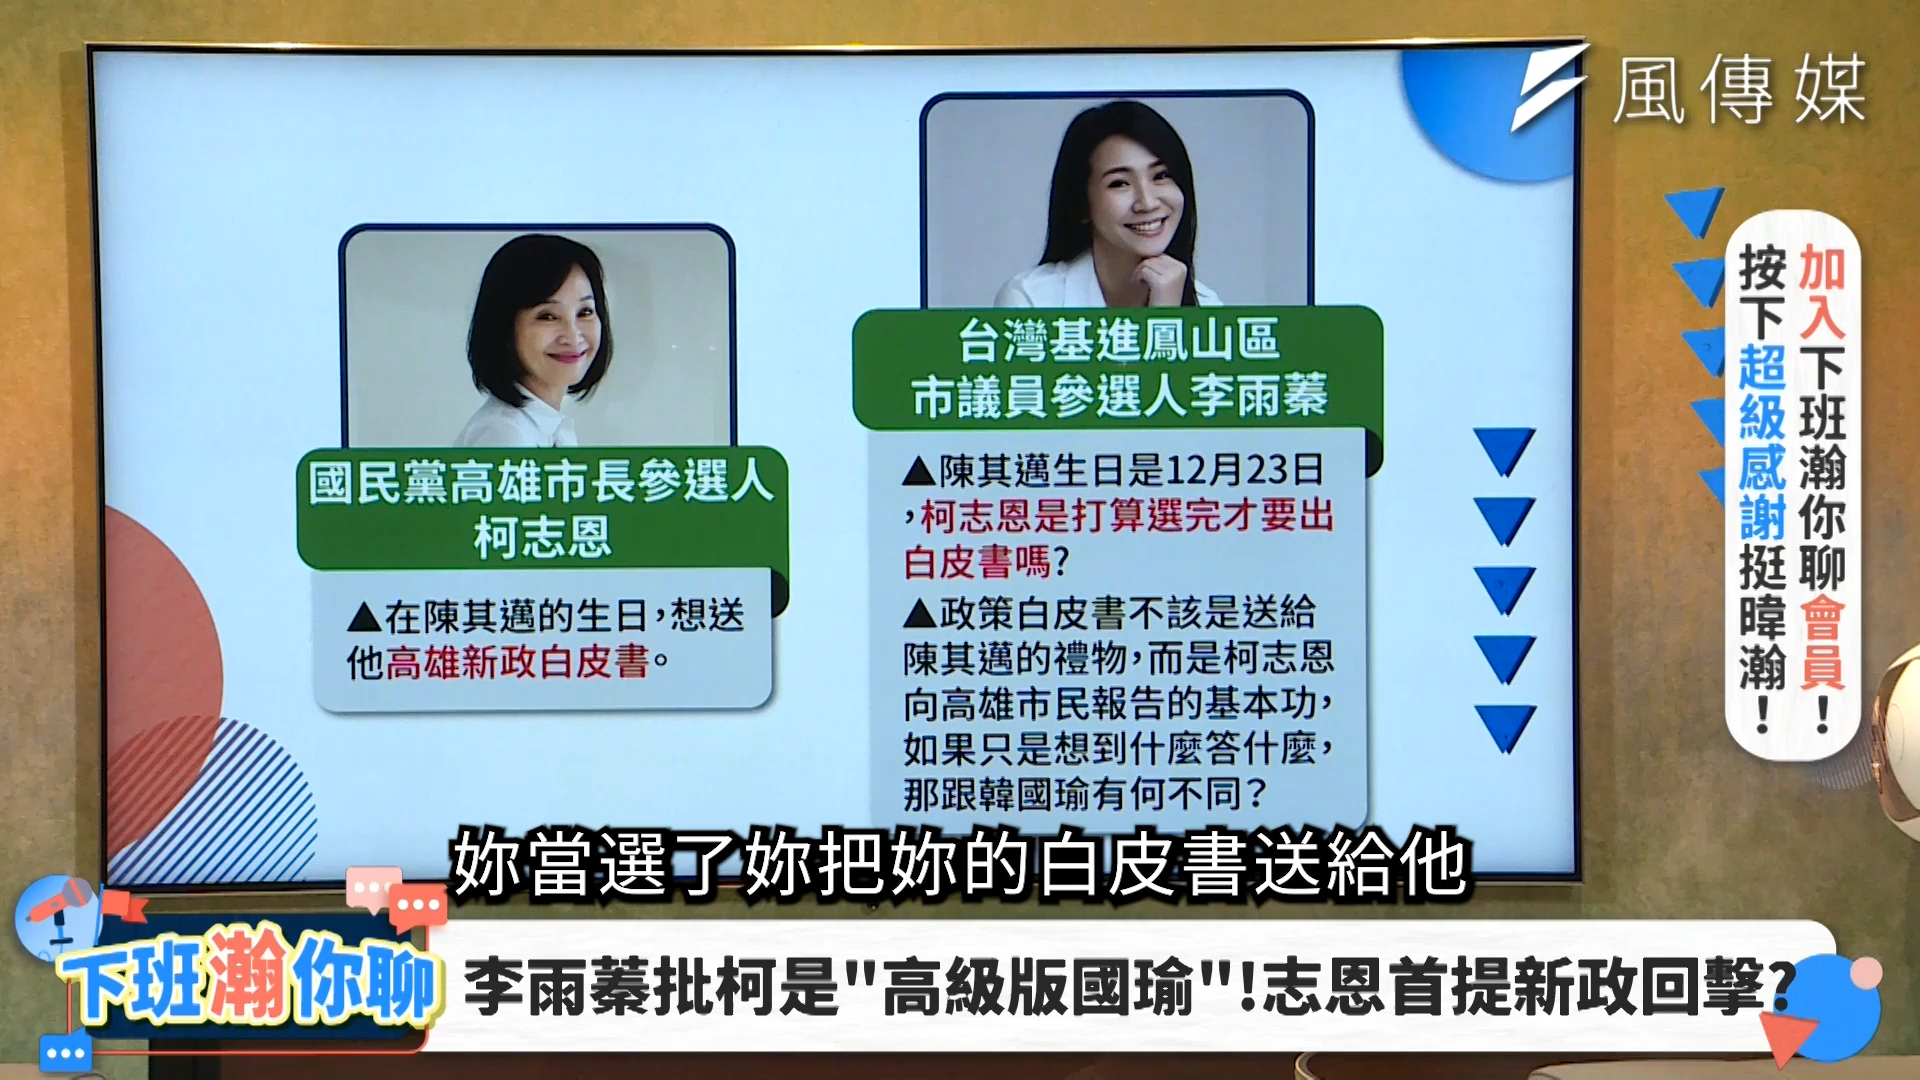 風傳媒
加入下班瀚你聊會員！
按下超級感謝挺暐瀚！
國民黨高雄市長參選人
柯志恩
▲在陳其邁的生日，想送
他高雄新政白皮書。
台灣基進鳳山區
市議員參選人李雨蓁
▲陳其邁生日是12月23日
，柯志恩是打算選完才要出
白皮書嗎?
▲政策白皮書不該是送給
陳其邁的禮物，而是柯志恩
向高雄市民報告的基本功，
如果只是想到什麼答什麼，
那跟韓國瑜有何不同？
妳當選了妳把妳的白皮書送給他
下班瀚你聊
李雨蓁批柯是"高級版國瑜"!志恩首提新政回擊?